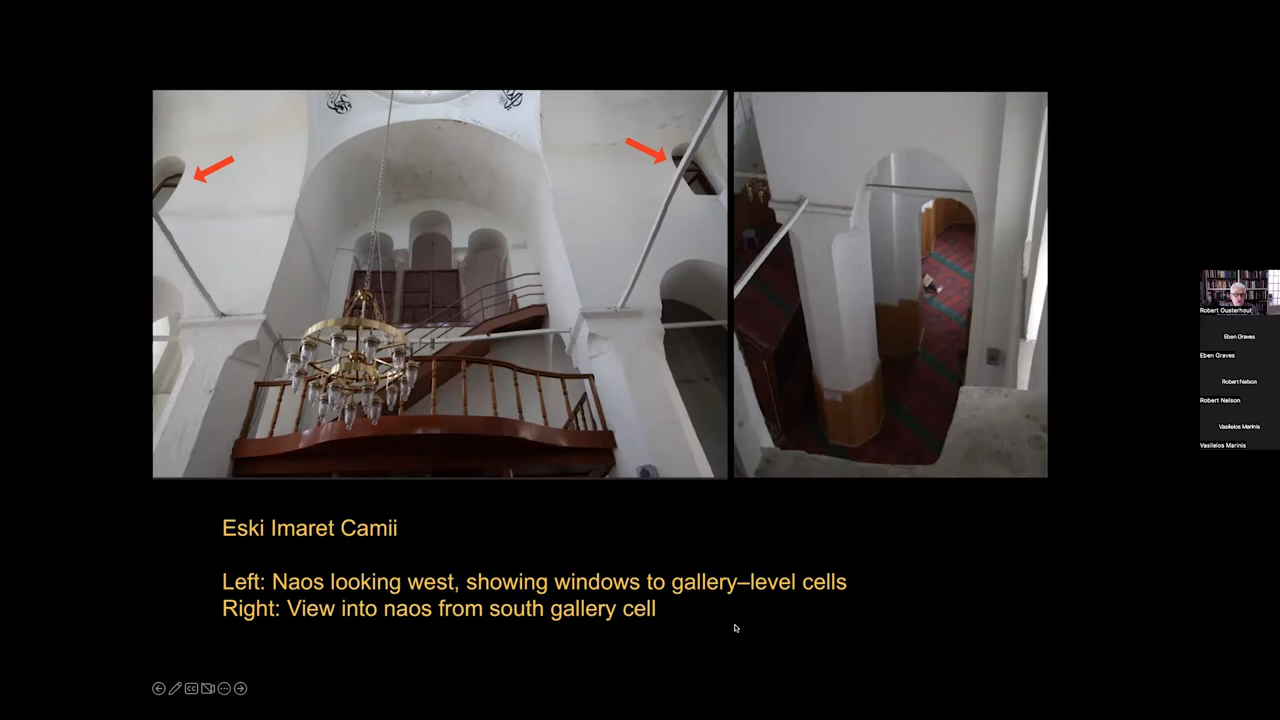 Eski Imaret Camii
Left: Naos looking west, showing windows to gallery–level cells
Right: View into naos from south gallery cell
Robert Ousterhout
Eben Graves
Eben Graves
Robert Nelson
Robert Nelson
Vasileios Marinis
Vasileios Marinis
CC